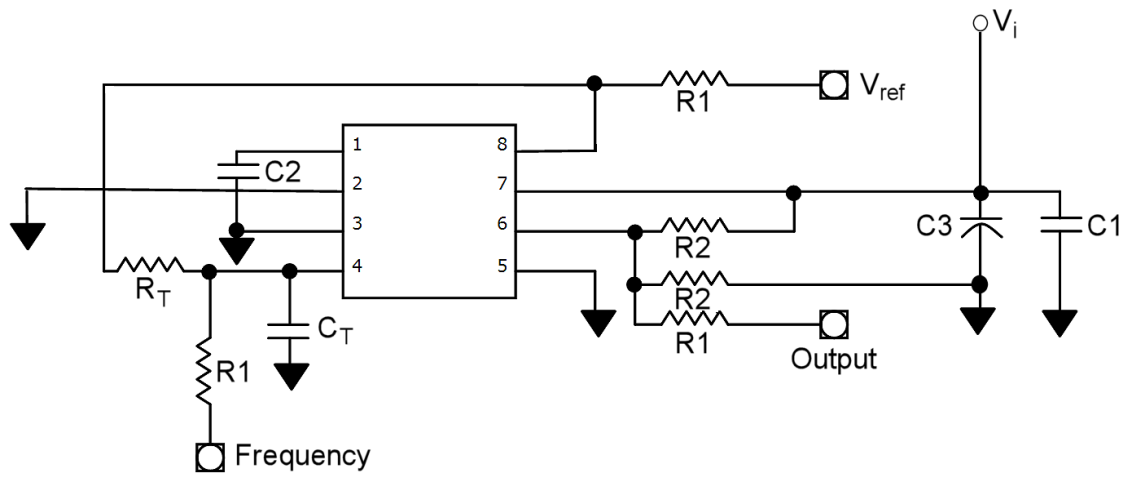 Vi
R1
Vref
1
8
C2
2
7
3
6
R2
C3
C1
4
5
RT
R2
CT
R1
R1
Output
Frequency